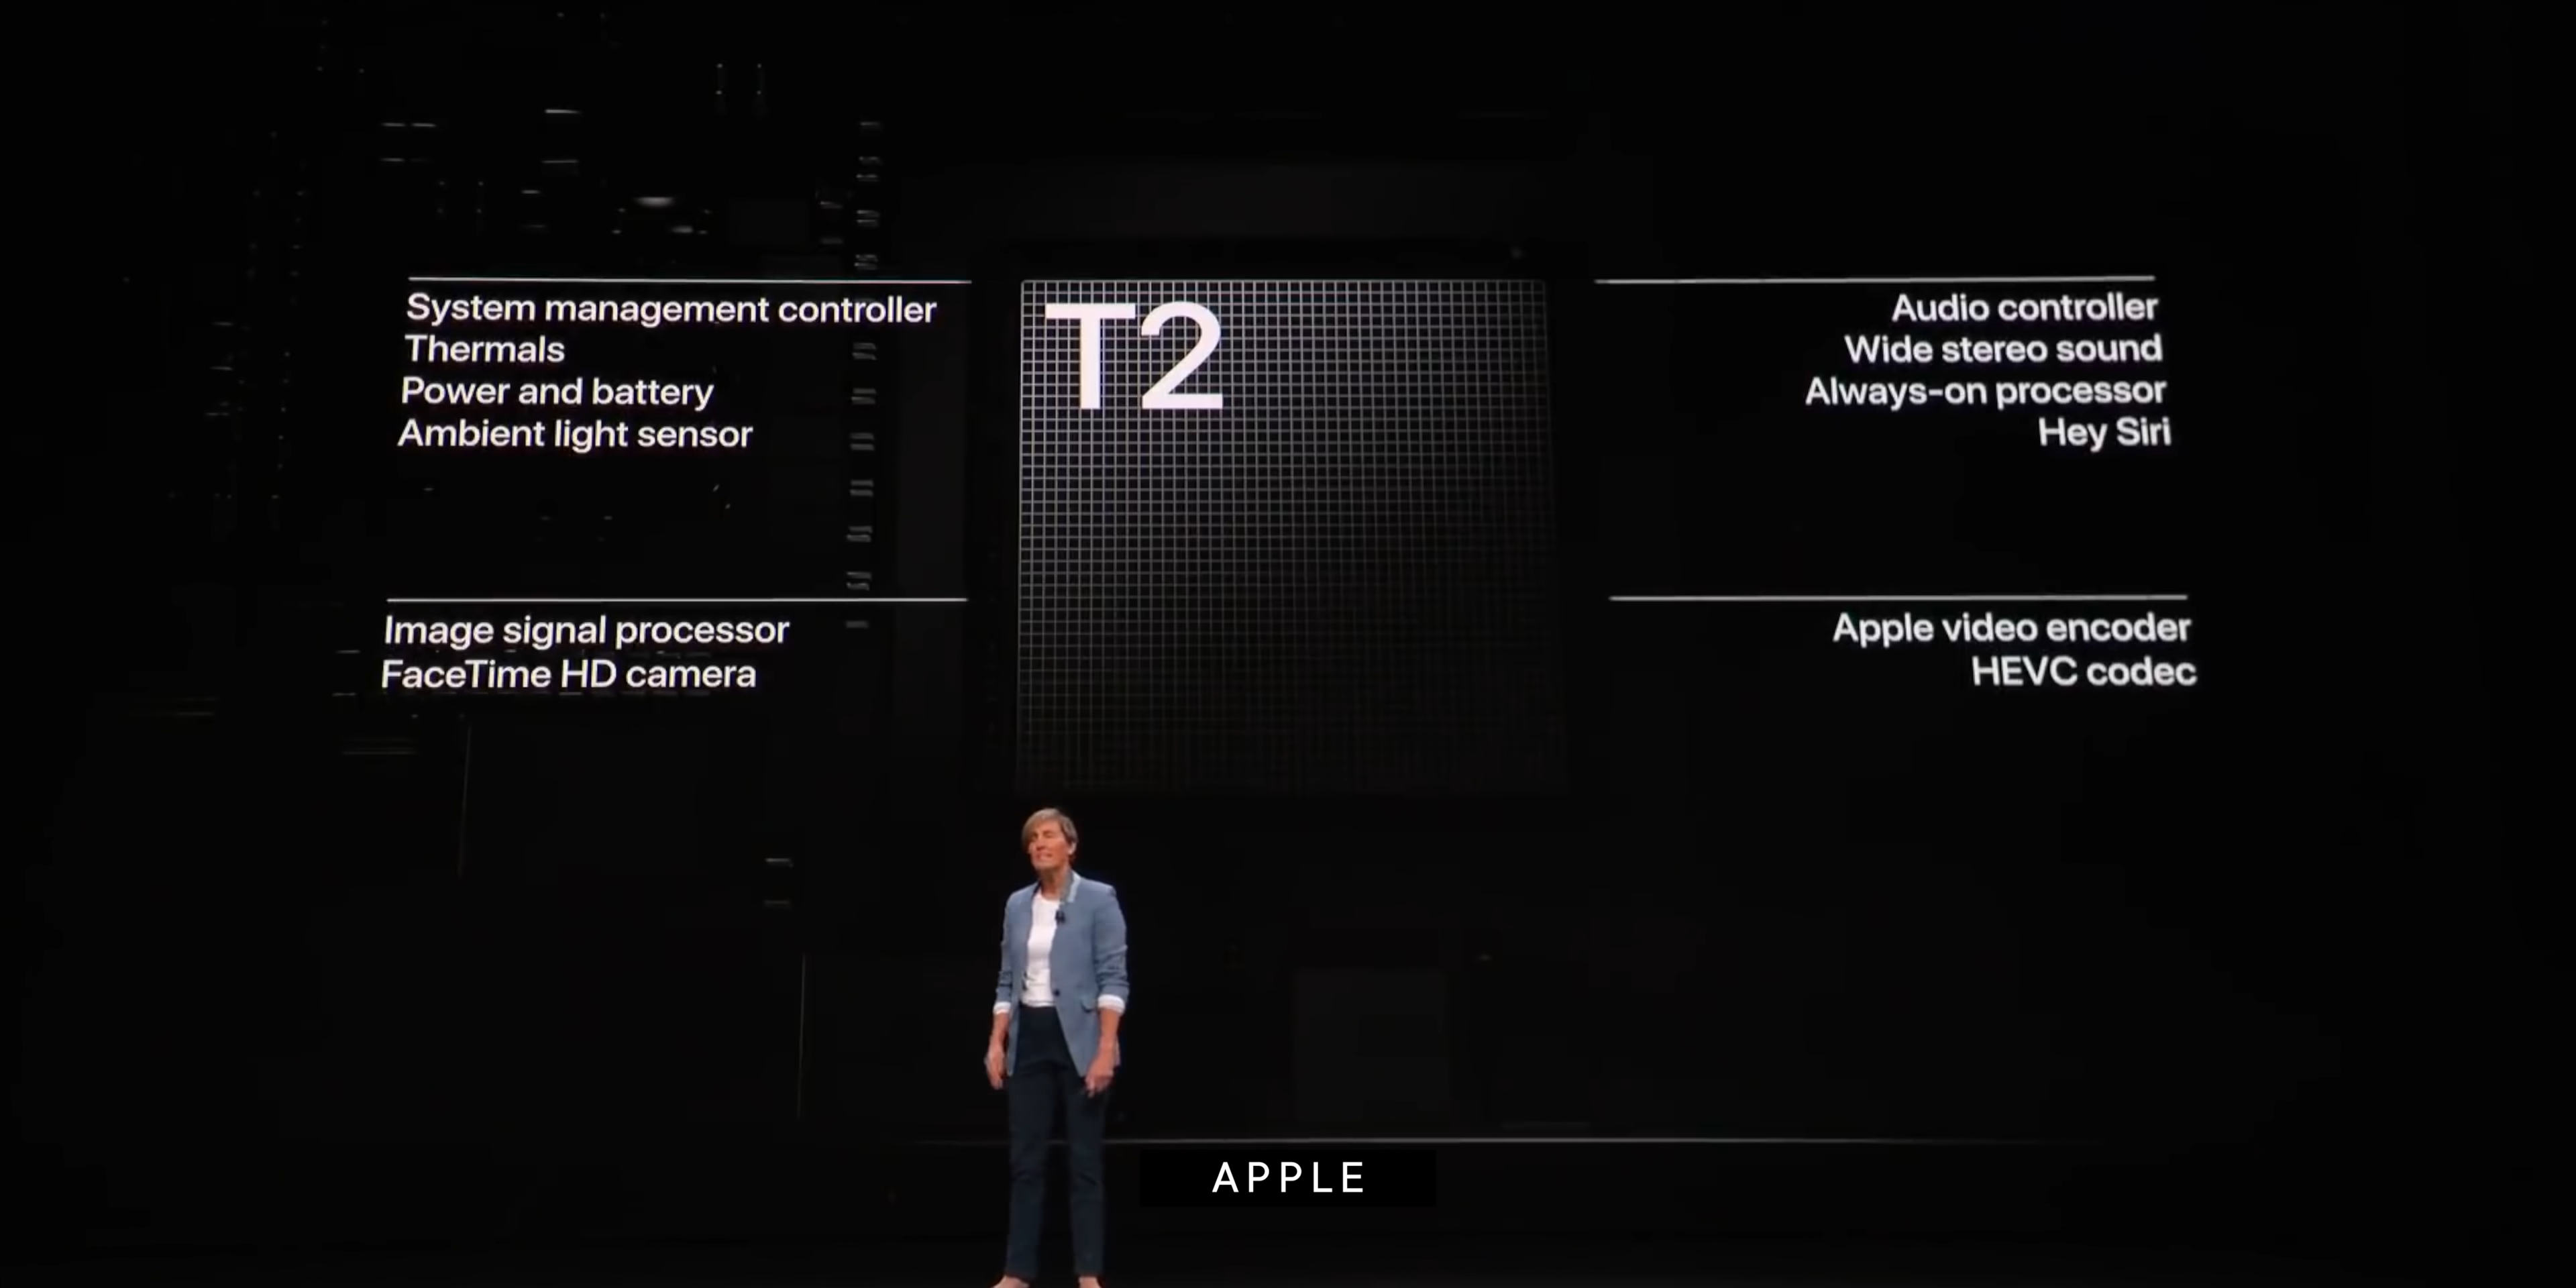 T2
System management controller
Thermals
Power and battery
Ambient light sensor
Audio controller
Wide stereo sound
Always-on processor
Hey Siri
Image signal processor
FaceTime HD camera
Apple video encoder
HEVC codec
APPLE